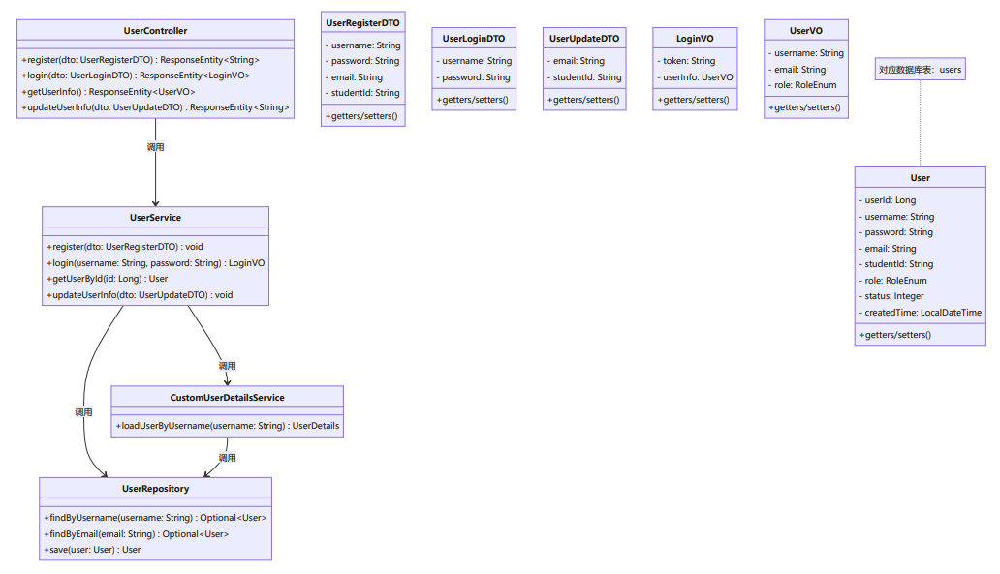 UserController
+register(dto: UserRegisterDTO) : ResponseEntity<String>
+login(dto: UserLoginDTO) : ResponseEntity<LoginVO>
+getUserInfo() : ResponseEntity<UserVO>
+updateUserInfo(dto: UserUpdateDTO) : ResponseEntity<String>
UserRegisterDTO
- username: String
- password: String
- email: String
- studentId: String
+getters/setters()
UserLoginDTO
- username: String
- password: String
+getters/setters()
UserUpdateDTO
- email: String
- studentId: String
+getters/setters()
LoginVO
- token: String
- userInfo: UserVO
+getters/setters()
UserVO
- username: String
- email: String
- role: RoleEnum
+getters/setters()
对应数据库表：users
调用
User
- userId: Long
- username: String
- password: String
- email: String
- studentId: String
- role: RoleEnum
- status: Integer
- createdTime: LocalDateTime
+getters/setters()
UserService
+register(dto: UserRegisterDTO) : void
+login(username: String, password: String) : LoginVO
+getUserById(id: Long) : User
+updateUserInfo(dto: UserUpdateDTO) : void
调用
调用
CustomUserDetailsService
+loadUserByUsername(username: String) : UserDetails
调用
UserRepository
+findByUsername(username: String) : Optional<User>
+findByEmail(email: String) : Optional<User>
+save(user: User) : User